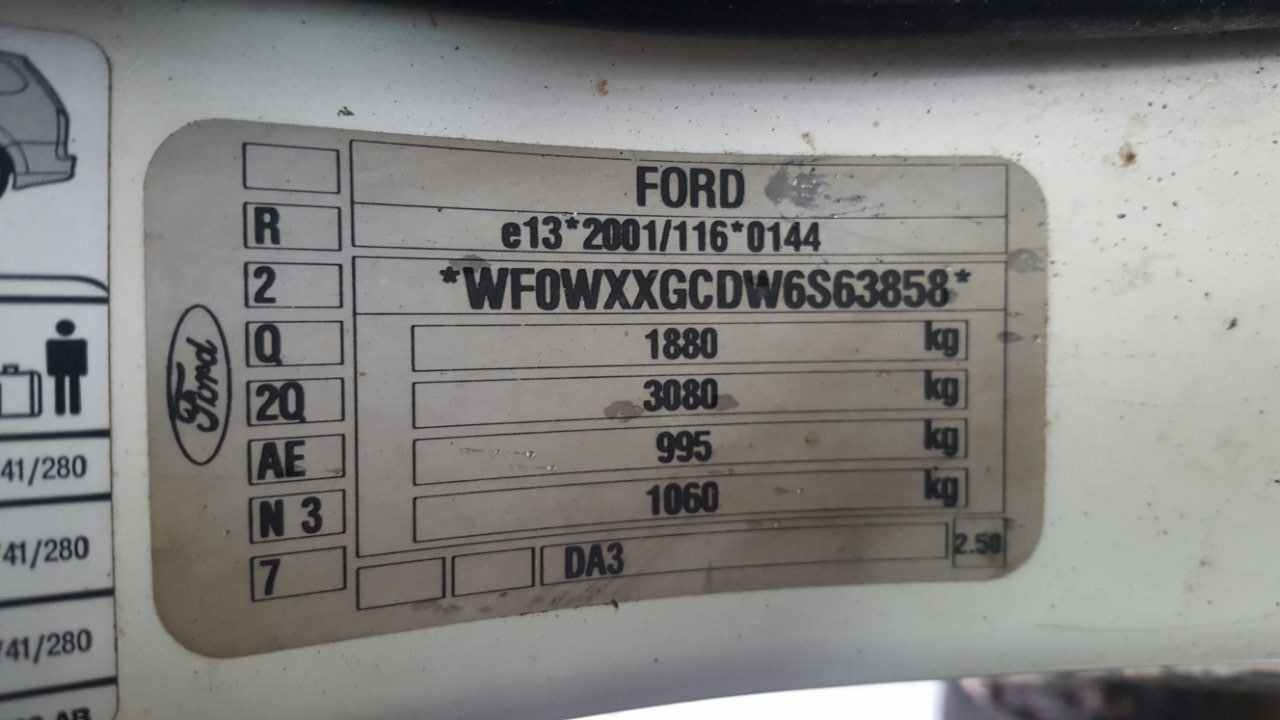 FORD
R
e13*2001/116*0144
2
*WF0WXXGCDW6S63858*
Q
1880 kg
2Q
3080 kg
AE
995 kg
N 3
1060 kg
7
DA3
2.50
Ford
41/280
/41/280
/41/280